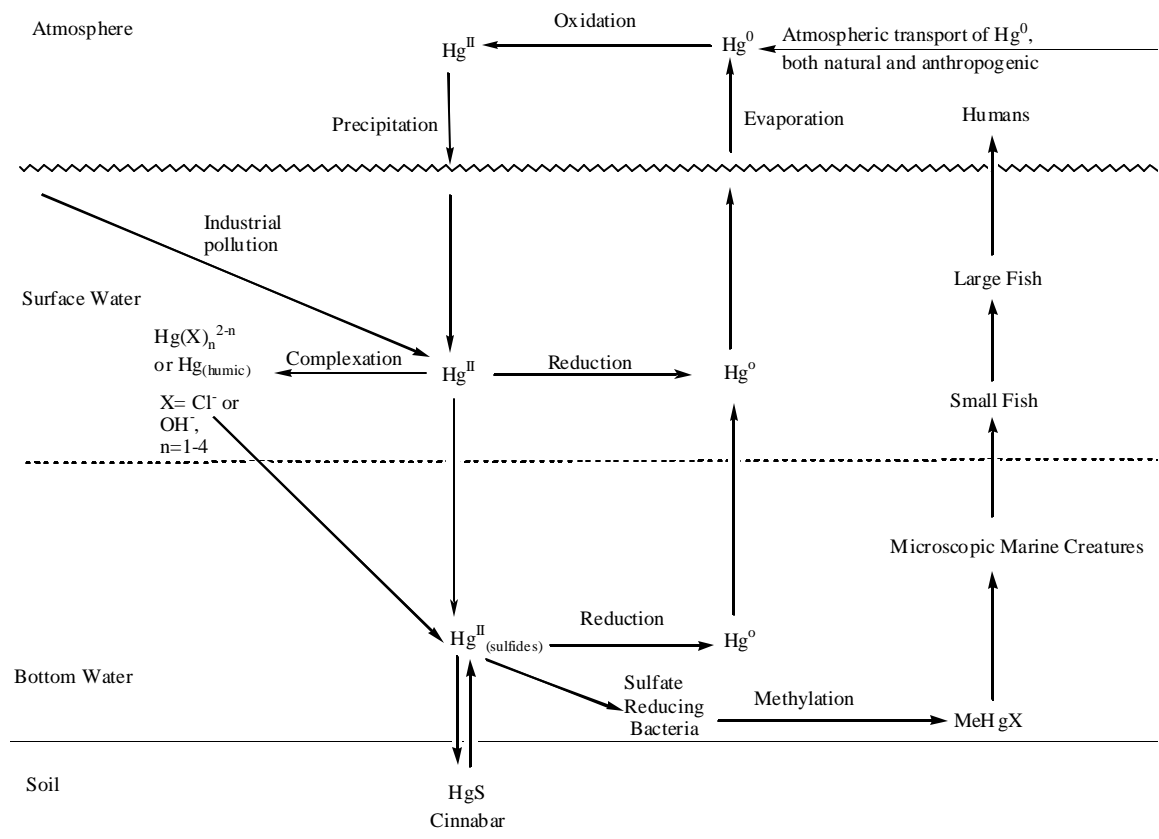 Atmosphere
Oxidation
Hg^II
Hg^0
Atmospheric transport of Hg^0,
both natural and anthropogenic
Precipitation
Evaporation
Humans
Industrial
pollution
Surface Water
Large Fish
Hg(X)_n^2-n
or Hg_(humic)
Complexation
Hg^II
Reduction
Hg^o
X= Cl^- or
OH^-,
n=1-4
Small Fish
Microscopic Marine Creatures
Hg^II_(sulfides)
Reduction
Hg^o
Bottom Water
Sulfate
Reducing
Bacteria
Methylation
MeHgX
Soil
HgS
Cinnabar